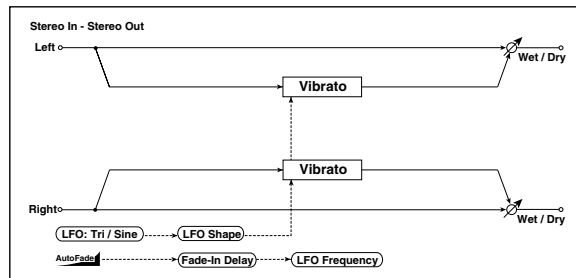 Stereo In - Stereo Out
Left
Wet / Dry
Vibrato
Vibrato
Right
Wet / Dry
LFO: Tri / Sine
LFO Shape
AutoFade
Fade-In Delay
LFO Frequency